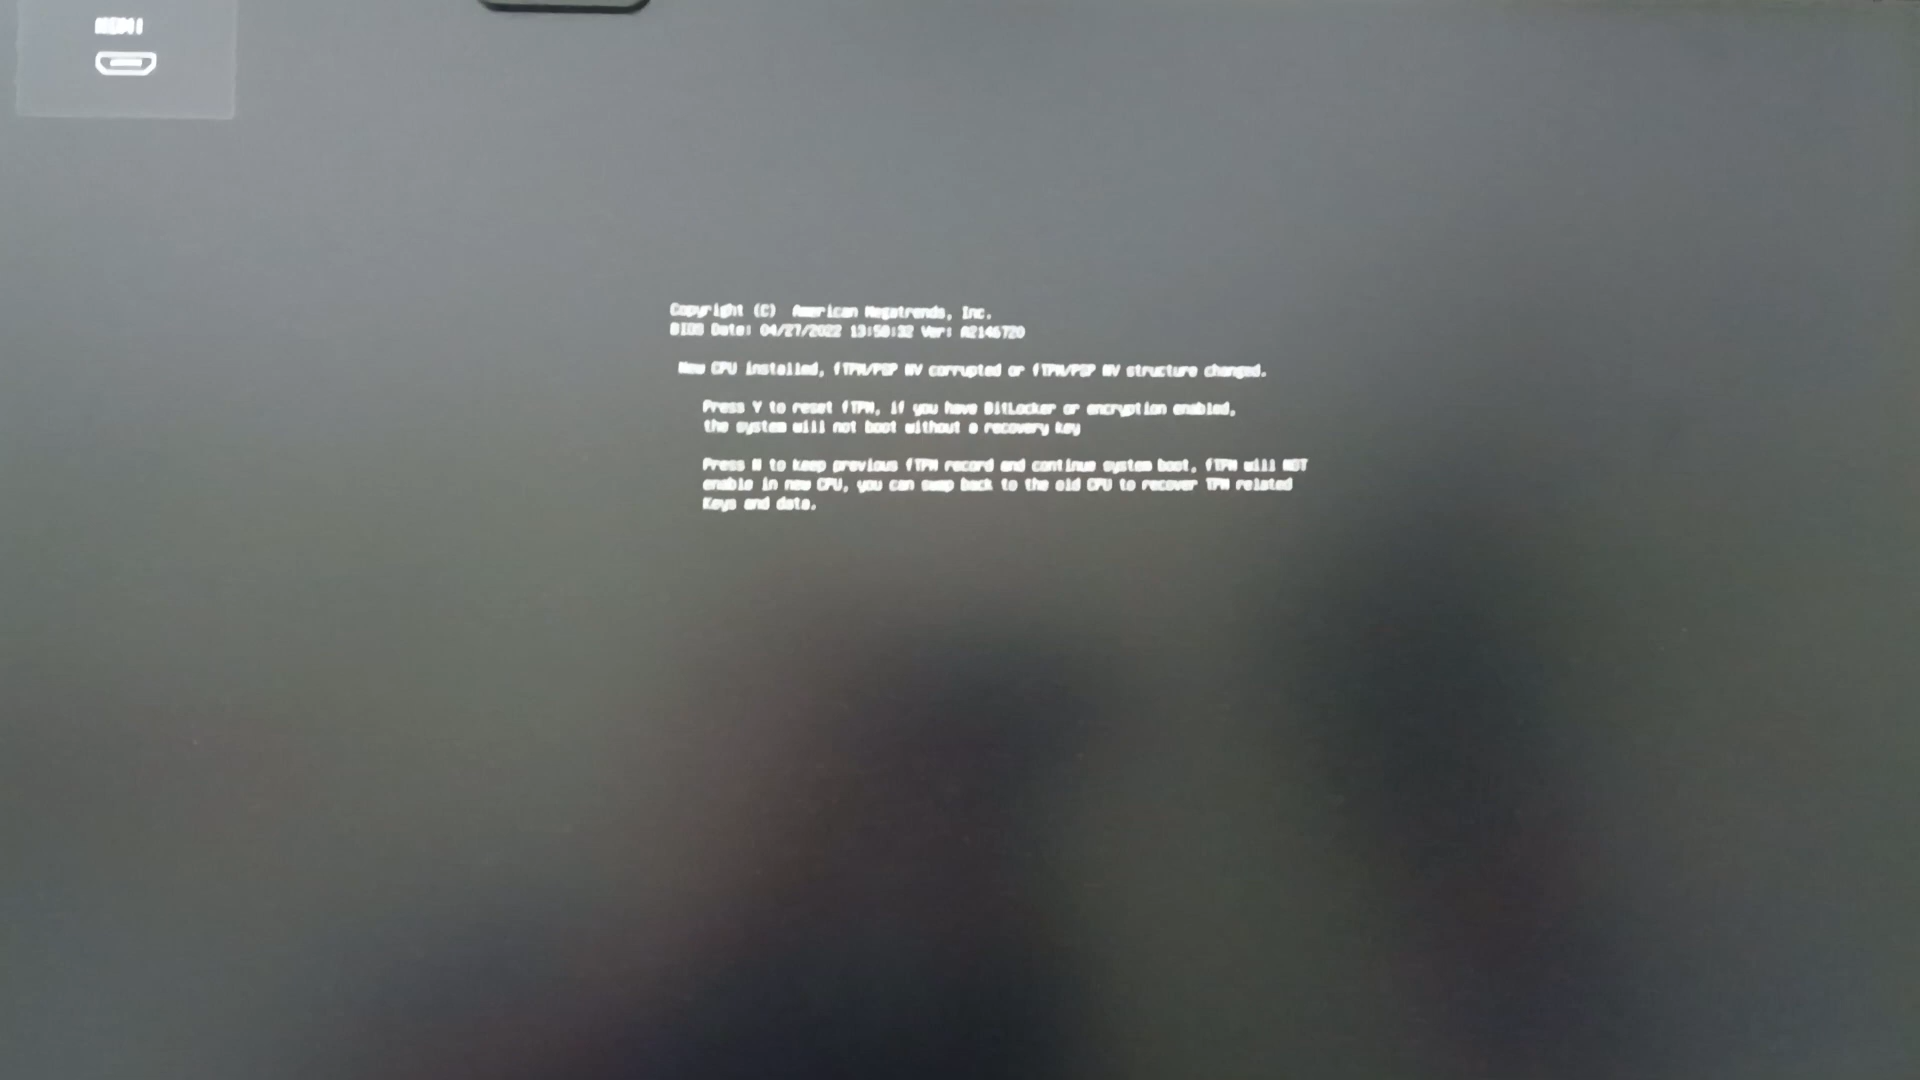 HDMI
Copyright (C)  American Megatrends, Inc.
BIOS Date: 04/27/2022 13:50:32 Ver: A2146720
New CPU installed, fTPM/PSP NV corrupted or fTPM/PSP NV structure changed.
Press Y to reset fTPM, if you have BitLocker or encryption enabled,
the system will not boot without a recovery key
Press N to keep previous fTPM record and continue system boot, fTPM will NOT
enable in new CPU, you can swap back to the old CPU to recover TPM related
Keys and data.